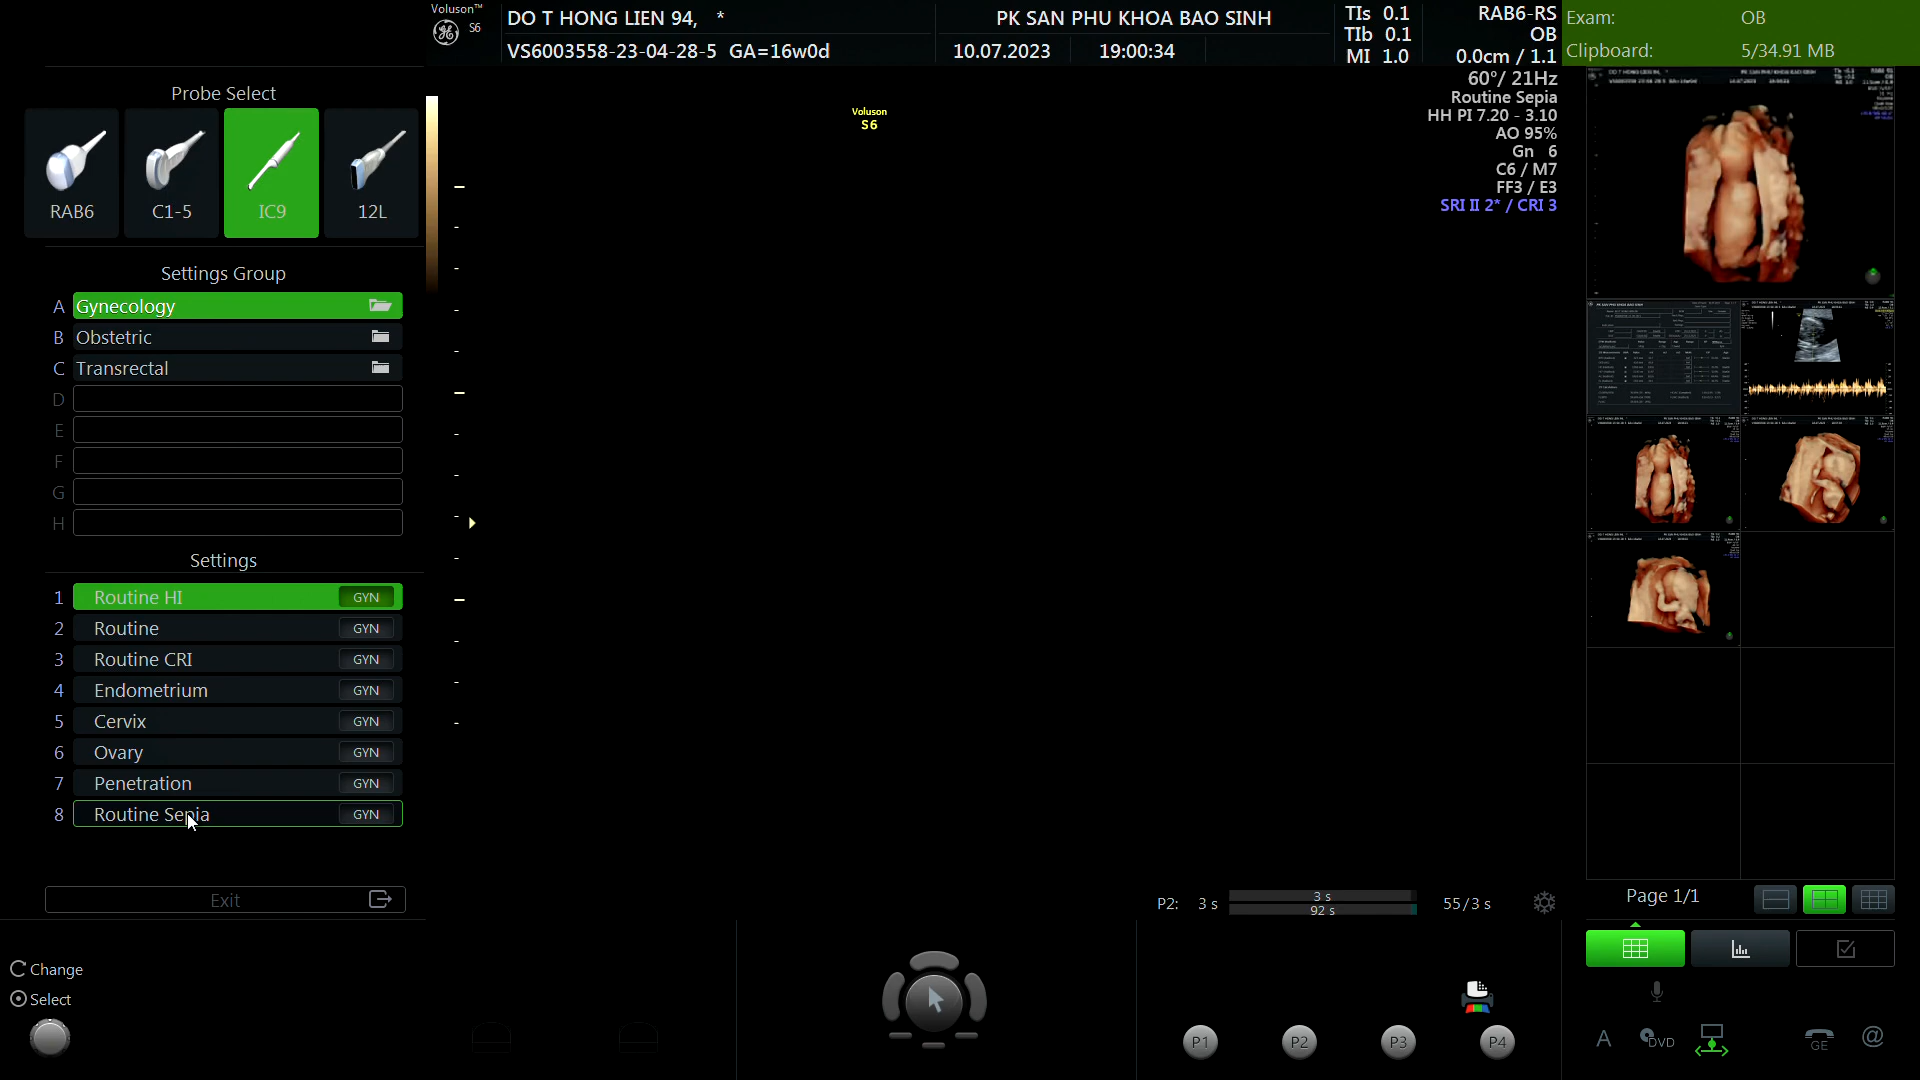 Voluson™
S6
DO T HONG LIEN 94,   *
PK SAN PHU KHOA BAO SINH
VS6003558-23-04-28-5  GA=16w0d
10.07.2023
19:00:34
TIs 0.1
TIb 0.1
MI 1.0
RAB6-RS
OB
0.0cm / 1.1
60°/ 21Hz
Routine Sepia
HH PI 7.20 - 3.10
AO 95%
Gn 6
C6 / M7
FF3 / E3
SRI II 2* / CRI 3
Exam: OB
Clipboard: 5/34.91 MB
Voluson
S6
Probe Select
RAB6
C1-5
IC9
12L
Settings Group
A Gynecology
B Obstetric
C Transrectal
D
E
F
G
H
Settings
1 Routine HI GYN
2 Routine GYN
3 Routine CRI GYN
4 Endometrium GYN
5 Cervix GYN
6 Ovary GYN
7 Penetration GYN
8 Routine Sepia GYN
Exit
Change
Select
P2: 3 s
3 s
92 s
55/3 s
P1
P2
P3
P4
Page 1/1
A
DVD
GE
@